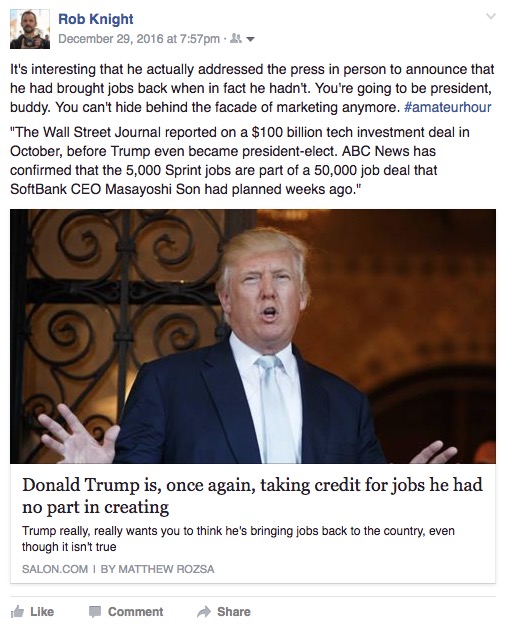 Rob Knight
December 29, 2016 at 7:57pm ·
It's interesting that he actually addressed the press in person to announce that
he had brought jobs back when in fact he hadn't. You're going to be president,
buddy. You can't hide behind the facade of marketing anymore. #amateurhour
"The Wall Street Journal reported on a $100 billion tech investment deal in
October, before Trump even became president-elect. ABC News has
confirmed that the 5,000 Sprint jobs are part of a 50,000 job deal that
SoftBank CEO Masayoshi Son had planned weeks ago."
Donald Trump is, once again, taking credit for jobs he had
no part in creating
Trump really, really wants you to think he's bringing jobs back to the country, even
though it isn't true
SALON.COM | BY MATTHEW ROZSA
Like Comment Share